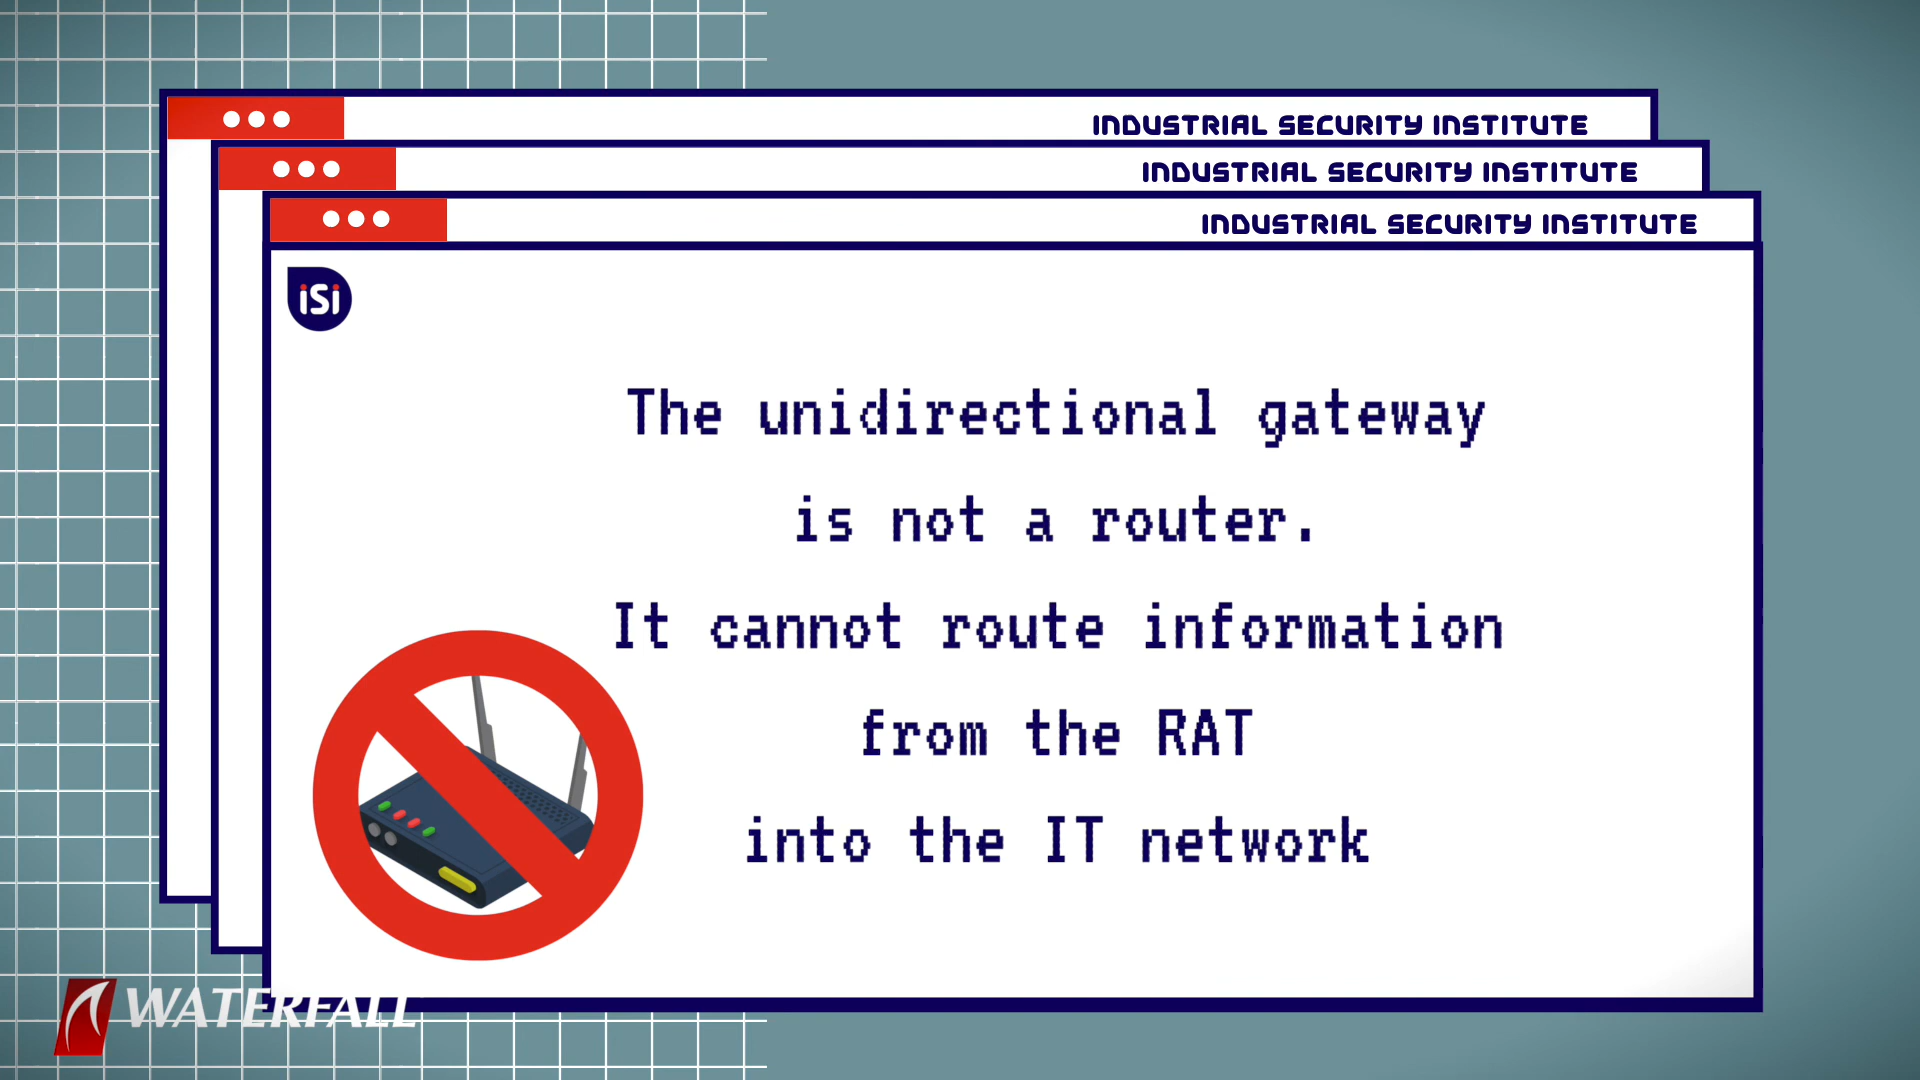 INDUSTRIAL SECURITY INSTITUTE
INDUSTRIAL SECURITY INSTITUTE
INDUSTRIAL SECURITY INSTITUTE
iSi
The unidirectional gateway
is not a router.
It cannot route information
from the RAT
into the IT network
WATERFALL